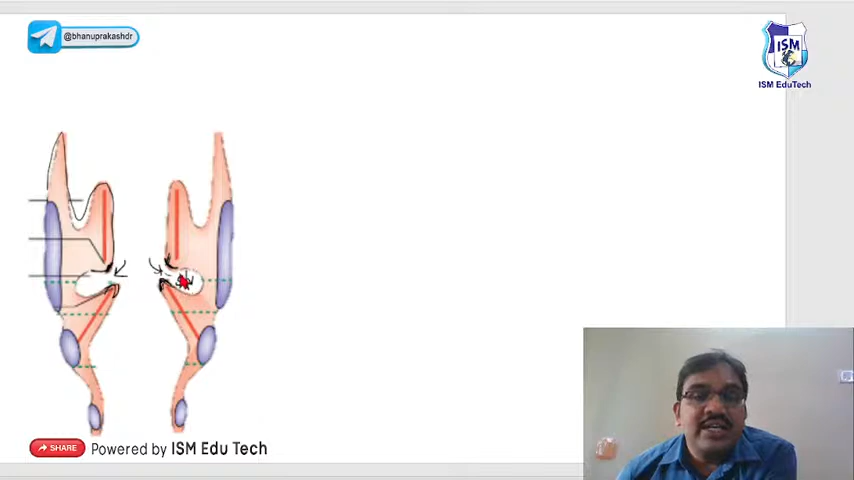 @bhanuprakashdr
ISM
ISM EduTech
SHARE
Powered by ISM Edu Tech